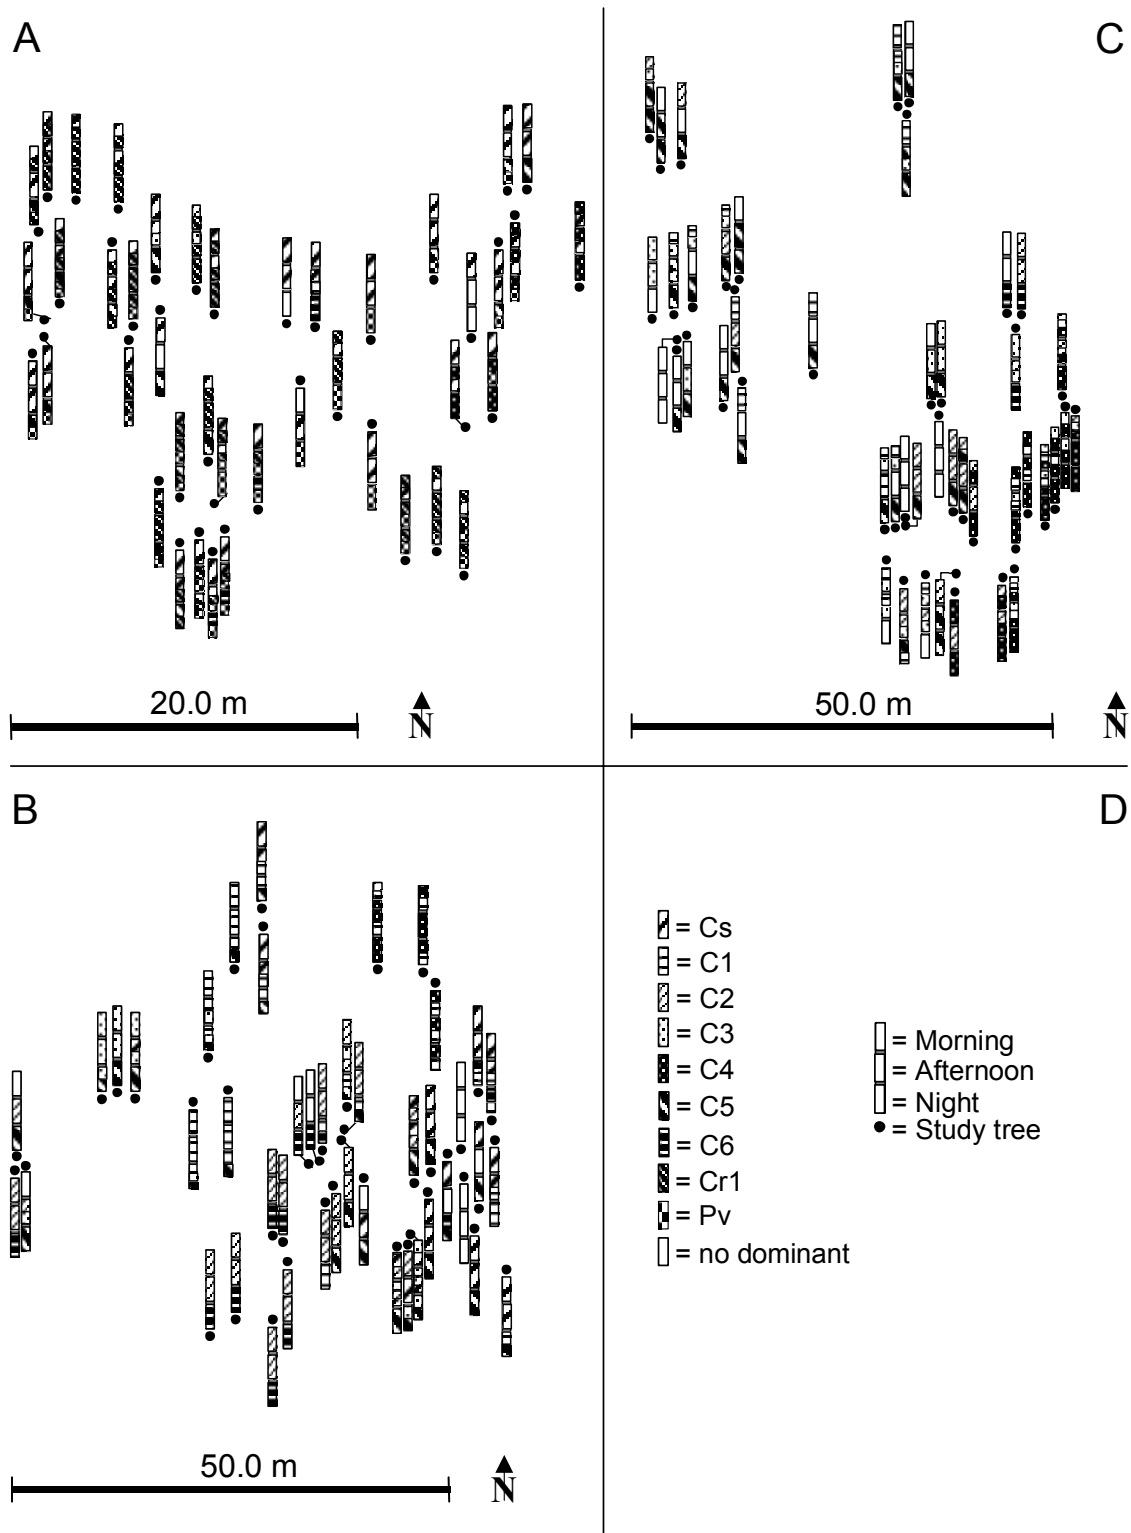 A
20.0 m
N
C
50.0 m
N
B
50.0 m
N
D
= Cs
= C1
= C2
= C3
= C4
= C5
= C6
= Cr1
= Pv
= no dominant
= Morning
= Afternoon
= Night
= Study tree